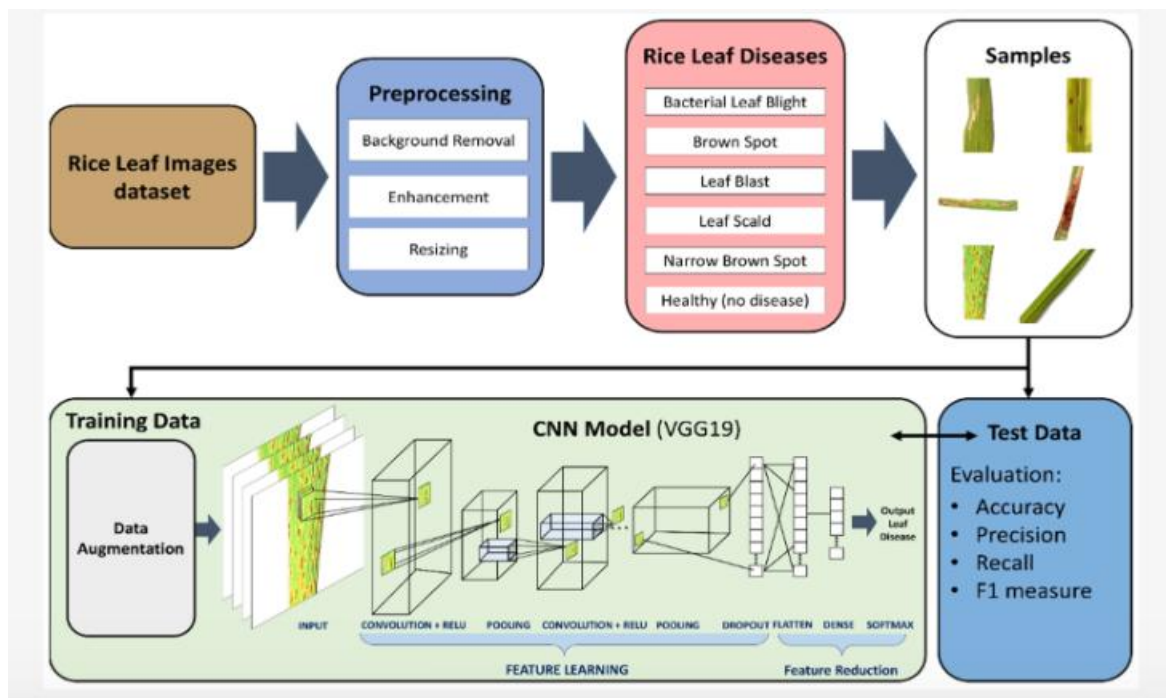 Rice Leaf Images
dataset
Preprocessing
Background Removal
Enhancement
Resizing
Rice Leaf Diseases
Bacterial Leaf Blight
Brown Spot
Leaf Blast
Leaf Scald
Narrow Brown Spot
Healthy (no disease)
Samples
Training Data
Data
Augmentation
CNN Model (VGG19)
INPUT
CONVOLUTION + RELU
POOLING
CONVOLUTION + RELU
POOLING
DROPOUT
FLATTEN
DENSE
SOFTMAX
FEATURE LEARNING
Feature Reduction
Output
Leaf
Disease
Test Data
Evaluation:
• Accuracy
• Precision
• Recall
• F1 measure